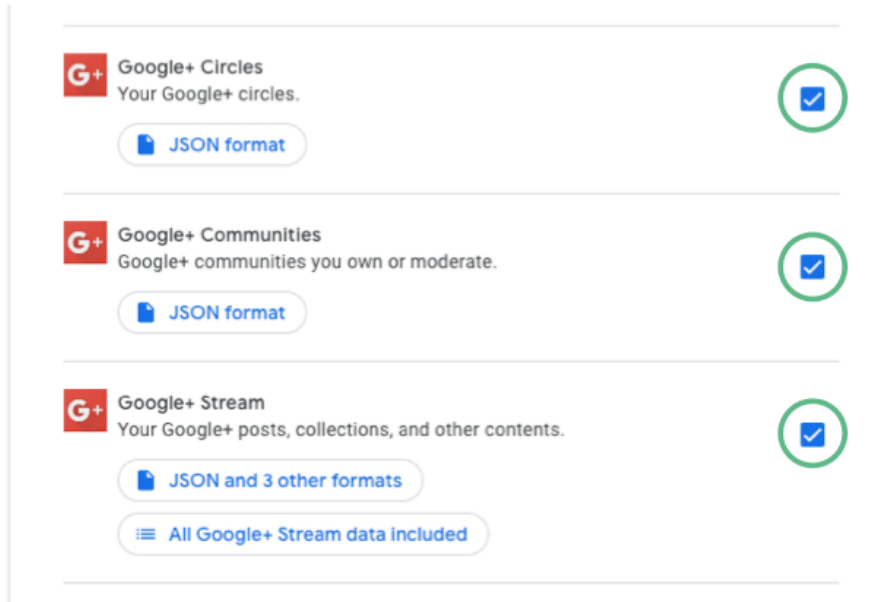 G+ Google+ Circles
Your Google+ circles.
JSON format
G+ Google+ Communities
Google+ communities you own or moderate.
JSON format
G+ Google+ Stream
Your Google+ posts, collections, and other contents.
JSON and 3 other formats
All Google+ Stream data included